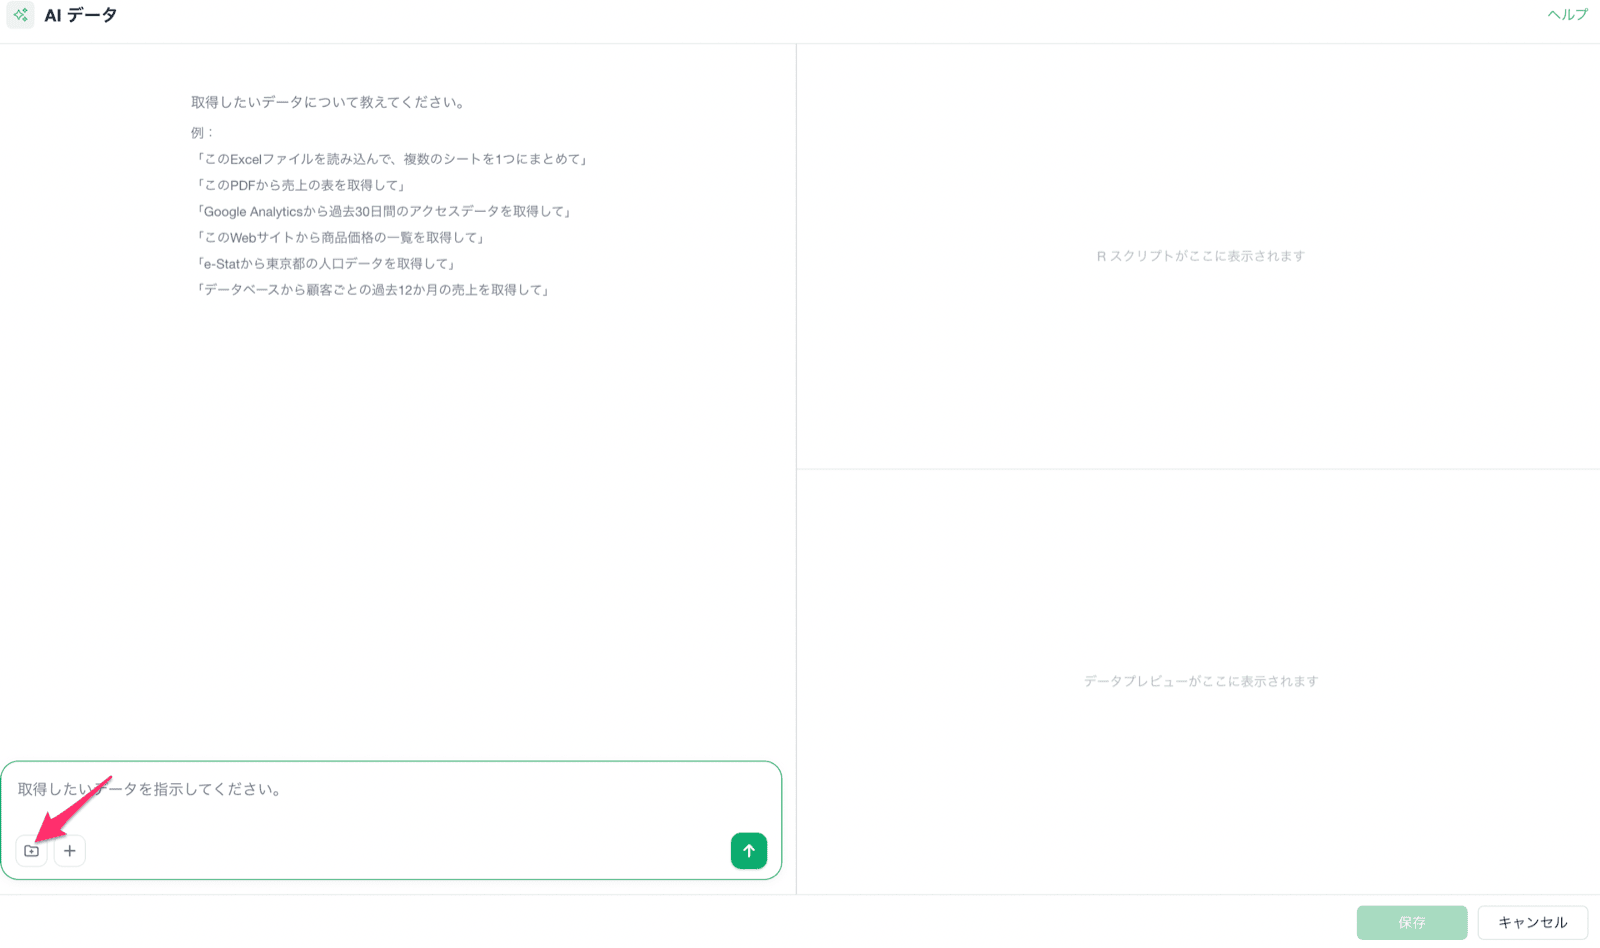 AI データ
ヘルプ
取得したいデータについて教えてください。
例：
「このExcelファイルを読み込んで、複数のシートを1つにまとめて」
「このPDFから売上の表を取得して」
「Google Analyticsから過去30日間のアクセスデータを取得して」
「このWebサイトから商品価格の一覧を取得して」
「e-Statから東京都の人口データを取得して」
「データベースから顧客ごとの過去12か月の売上を取得して」
R スクリプトがここに表示されます
データプレビューがここに表示されます
取得したいデータを指示してください。
保存
キャンセル